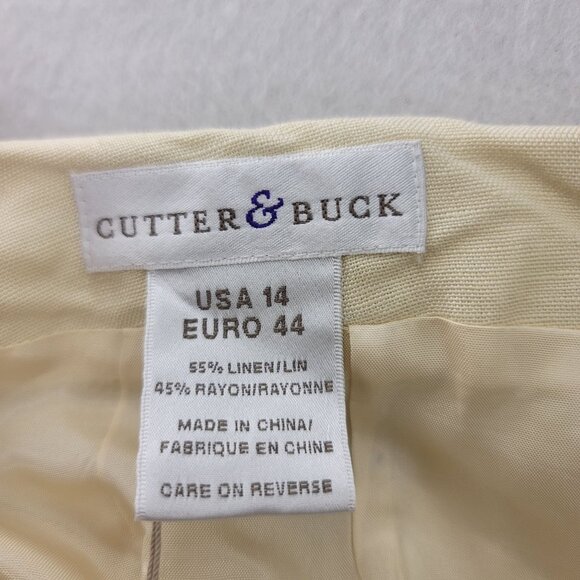 CUTTER & BUCK
USA 14
EURO 44
55% LINEN/LIN
45% RAYON/RAYONNE
MADE IN CHINA/
FABRIQUE EN CHINE
CARE ON REVERSE